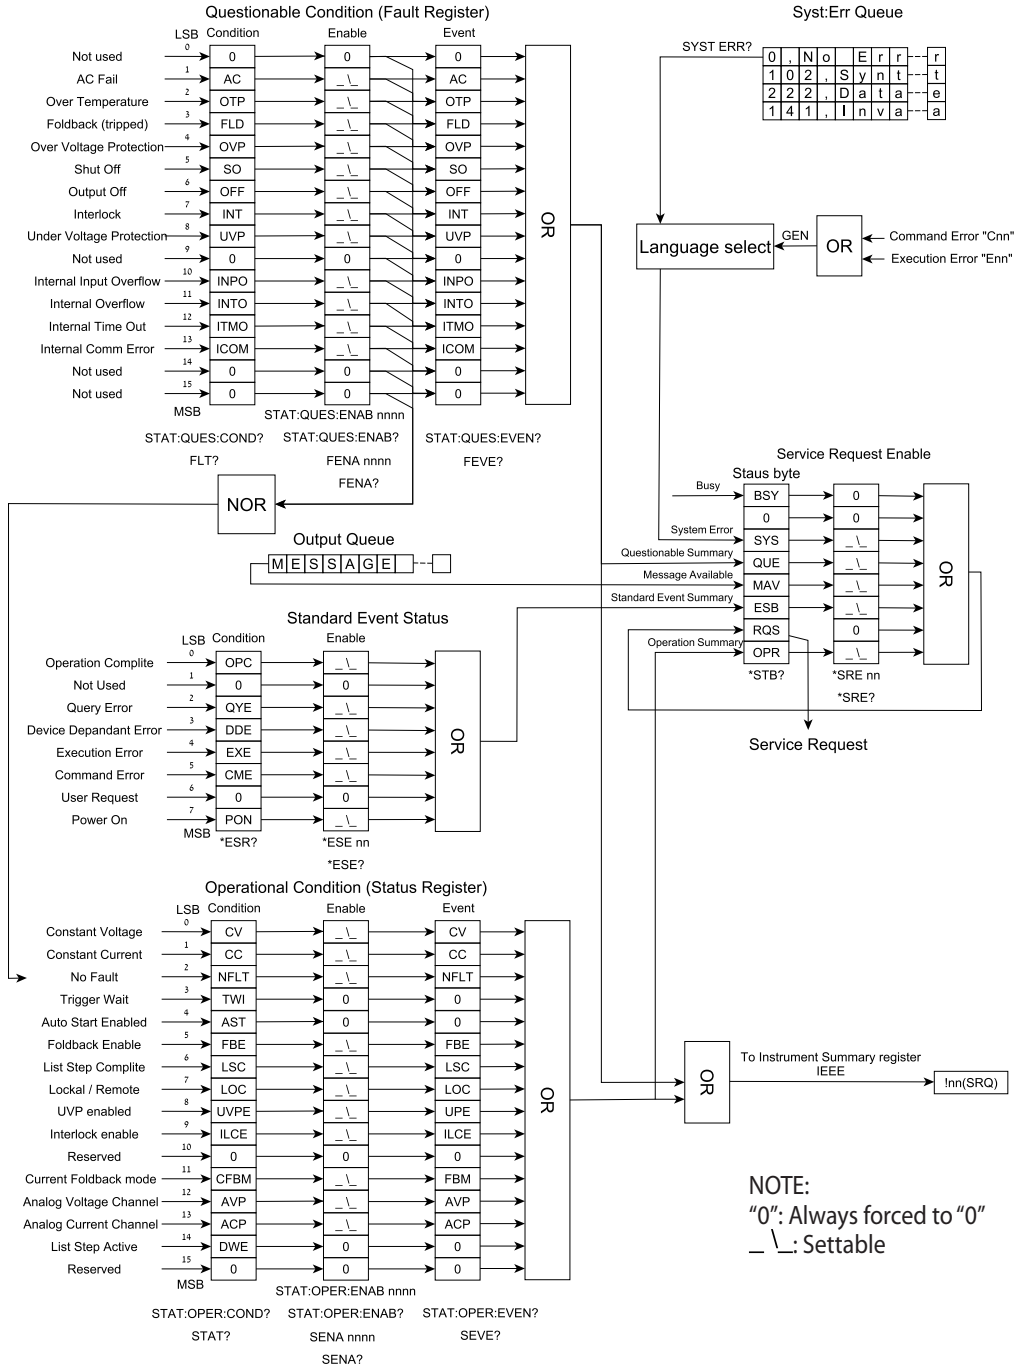 Questionable Condition (Fault Register)
LSB Condition Enable Event
Not used 0 0 0 0
AC Fail 1 AC _ \_ AC
Over Temperature 2 OTP _ \_ OTP
Foldback (tripped) 3 FLD _ \_ FLD
Over Voltage Protection 4 OVP _ \_ OVP
Shut Off 5 SO _ \_ SO
Output Off 6 OFF _ \_ OFF
Interlock 7 INT _ \_ INT
Under Voltage Protection 8 UVP _ \_ UVP
Not used 9 0 0 0
Internal Input Overflow 10 INPO _ \_ INPO
Internal Overflow 11 INTO _ \_ INTO
Internal Time Out 12 ITMO _ \_ ITMO
Internal Comm Error 13 ICOM _ \_ ICOM
Not used 14 0 0 0
Not used 15 0 0 0
MSB
OR
STAT:QUES:ENAB nnnn
STAT:QUES:COND? STAT:QUES:ENAB? STAT:QUES:EVEN?
FLT? FENA nnnn FEVE?
FENA?
NOR
Syst:Err Queue
SYST ERR?
0 , N o E r r --- r
1 0 2 , S y n t --- t
2 2 2 , D a t a --- e
1 4 1 , I n v a --- a
Language select
GEN
OR
Command Error "Cnn"
Execution Error "Enn"
Output Queue
M E S S A G E
Service Request Enable
Staus byte
Busy BSY 0
0 0
System Error SYS _ \_
Questionable Summary QUE _ \_
Message Available MAV _ \_
Standard Event Summary ESB _ \_
RQS 0
Operation Summary OPR _ \_
OR
*STB? *SRE nn
*SRE?
Service Request
Standard Event Status
LSB Condition Enable
Operation Complite 0 OPC _ \_
Not Used 1 0 0
Query Error 2 QYE _ \_
Device Depandant Error 3 DDE _ \_
Execution Error 4 EXE _ \_
Command Error 5 CME _ \_
User Request 6 0 0
Power On 7 PON _ \_
MSB
OR
*ESR? *ESE nn
*ESE?
Operational Condition (Status Register)
LSB Condition Enable Event
Constant Voltage 0 CV _ \_ CV
Constant Current 1 CC _ \_ CC
No Fault 2 NFLT _ \_ NFLT
Trigger Wait 3 TWI 0 0
Auto Start Enabled 4 AST 0 0
Foldback Enable 5 FBE _ \_ FBE
List Step Complite 6 LSC _ \_ LSC
Lockal / Remote 7 LOC _ \_ LOC
UVP enabled 8 UVPE _ \_ UPE
Interlock enable 9 ILCE _ \_ ILCE
Reserved 10 0 0 0
Current Foldback mode 11 CFBM _ \_ FBM
Analog Voltage Channel 12 AVP _ \_ AVP
Analog Current Channel 13 ACP _ \_ ACP
List Step Active 14 DWE 0 0
Reserved 15 0 0 0
MSB
OR
STAT:OPER:ENAB nnnn
STAT:OPER:COND? STAT:OPER:ENAB? STAT:OPER:EVEN?
STAT? SENA nnnn SEVE?
SENA?
OR
To Instrument Summary register
IEEE
!nn(SRQ)
NOTE:
“0”: Always forced to “0”
_ \_: Settable